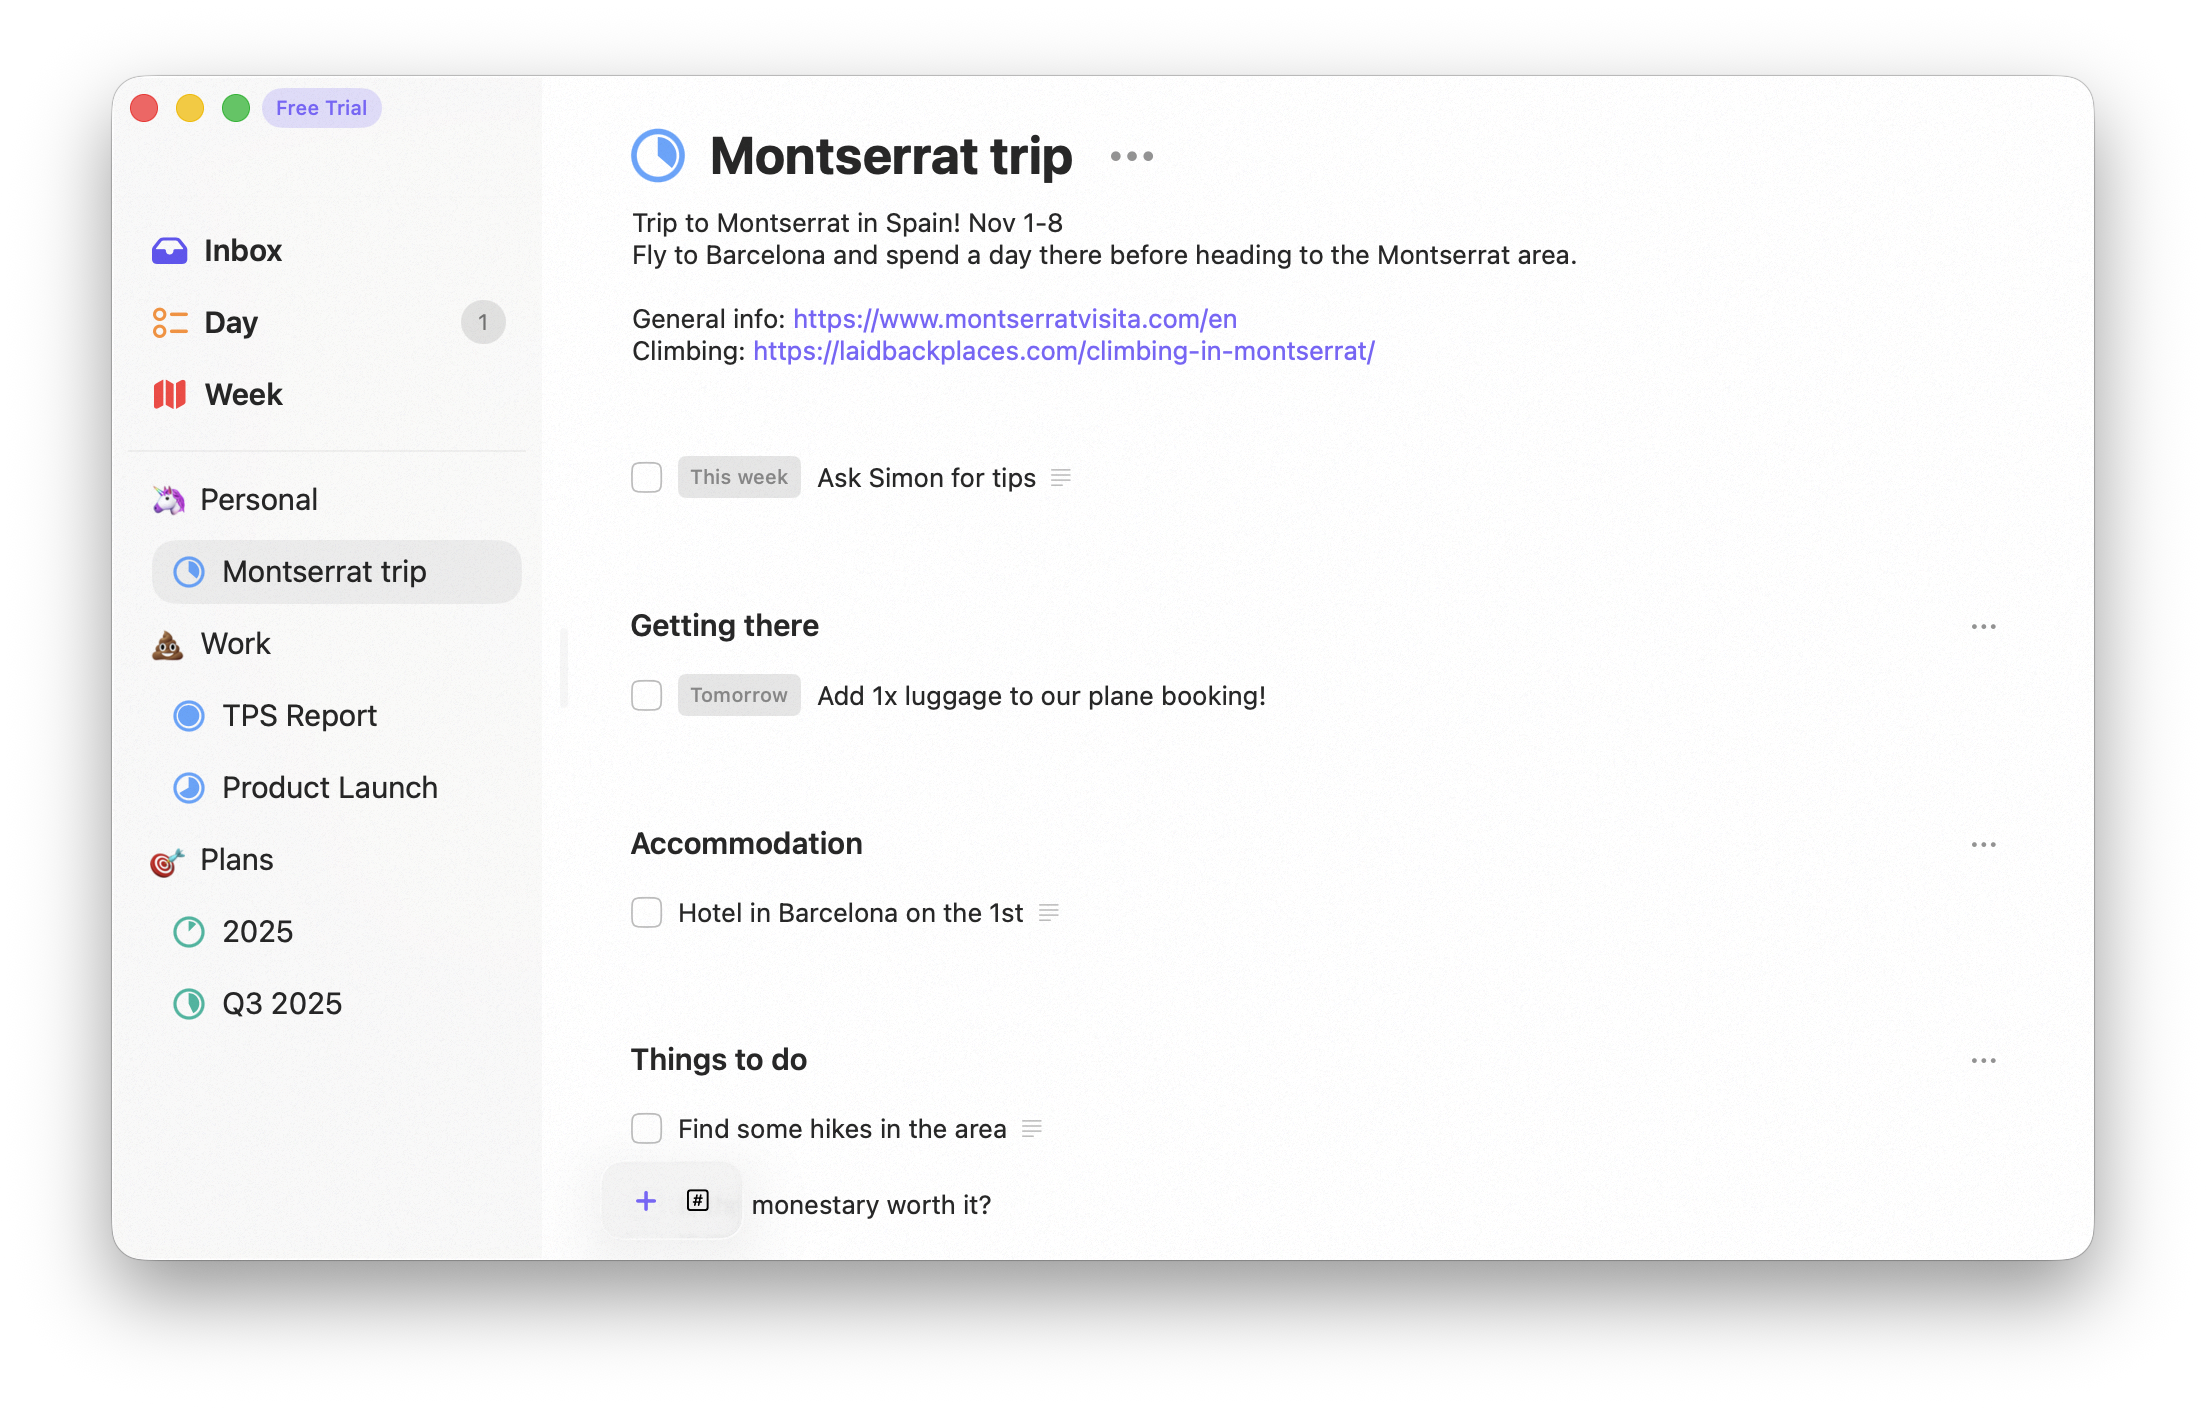 Free Trial
Inbox
Day
1
Week
Personal
Montserrat trip
Work
TPS Report
Product Launch
Plans
2025
Q3 2025
Montserrat trip
Trip to Montserrat in Spain! Nov 1-8
Fly to Barcelona and spend a day there before heading to the Montserrat area.
General info: https://www.montserratvisita.com/en
Climbing: https://laidbackplaces.com/climbing-in-montserrat/
This week Ask Simon for tips
Getting there
Tomorrow Add 1x luggage to our plane booking!
Accommodation
Hotel in Barcelona on the 1st
Things to do
Find some hikes in the area
# monestary worth it?